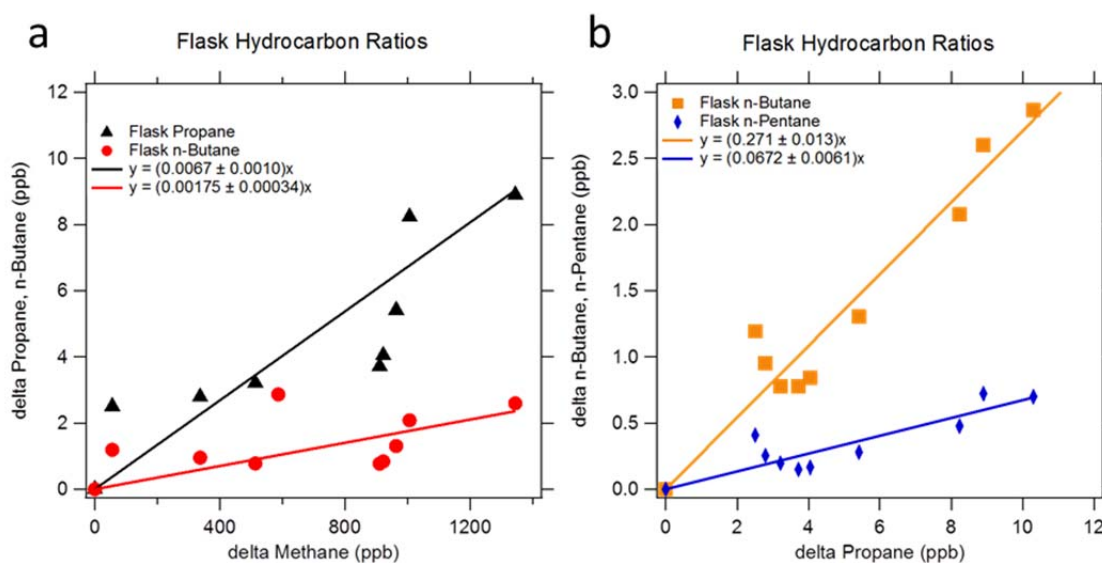 a
Flask Hydrocarbon Ratios
12
10
8
6
4
2
0
delta Propane, n-Butane (ppb)
Flask Propane
Flask n-Butane
y = (0.0067 ± 0.0010)x
y = (0.00175 ± 0.00034)x
0 400 800 1200
delta Methane (ppb)
b
Flask Hydrocarbon Ratios
3.0
2.5
2.0
1.5
1.0
0.5
0.0
delta n-Butane, n-Pentane (ppb)
Flask n-Butane
Flask n-Pentane
y = (0.271 ± 0.013)x
y = (0.0672 ± 0.0061)x
0 2 4 6 8 10 12
delta Propane (ppb)